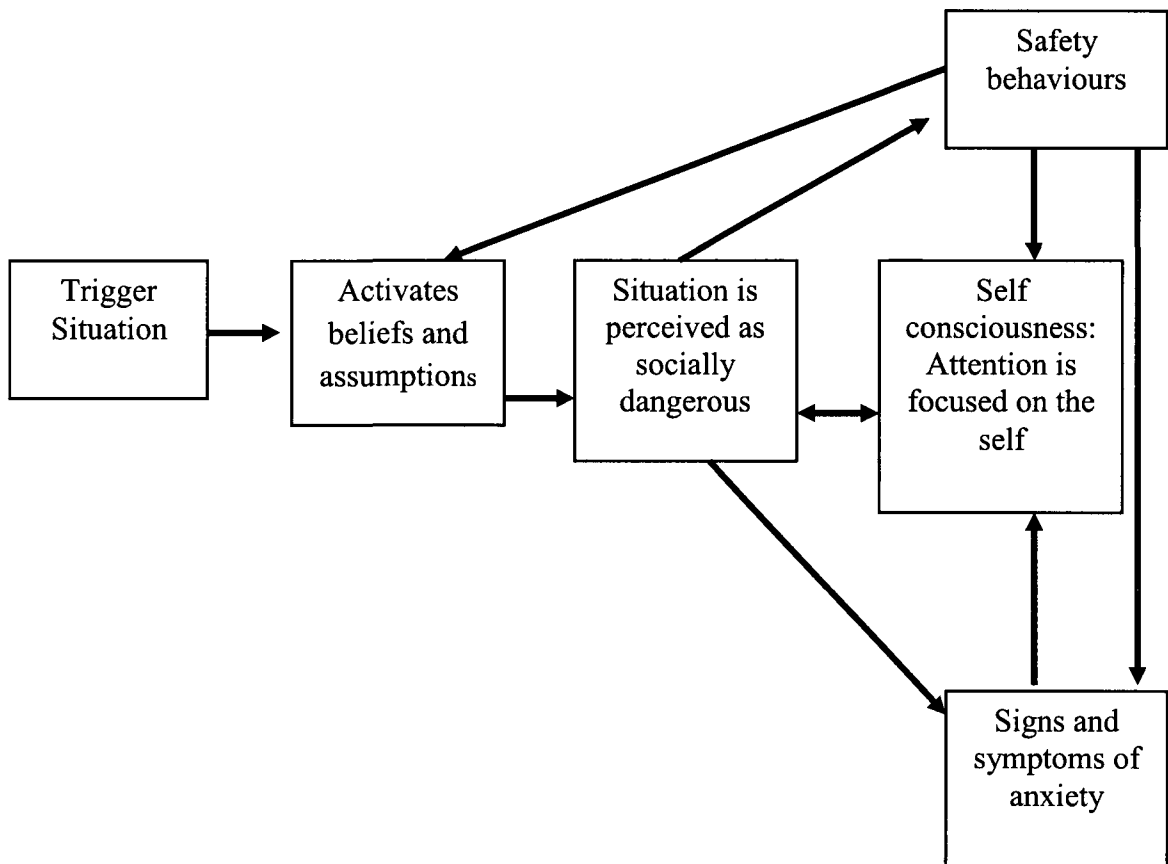 Safety
behaviours
Trigger
Situation
Activates
beliefs and
assumptions
Situation is
perceived as
socially
dangerous
Self
consciousness:
Attention is
focused on the
self
Signs and
symptoms of
anxiety